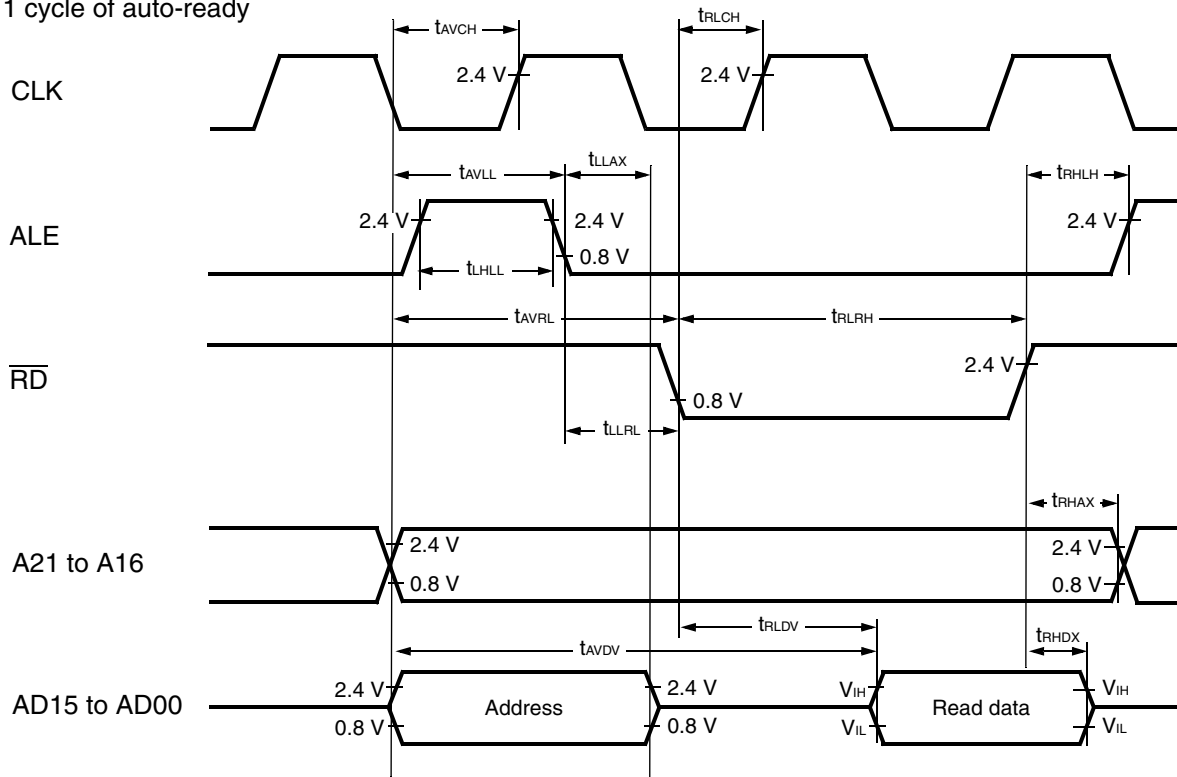 1 cycle of auto-ready
tAVCH
tRLCH
CLK
2.4 V
2.4 V
tAVLL
tLLAX
tRHLH
ALE
2.4 V
2.4 V
0.8 V
2.4 V
tLHLL
tAVRL
tRLRH
RD
2.4 V
0.8 V
tLLRL
tRHAX
A21 to A16
2.4 V
0.8 V
2.4 V
0.8 V
tRLDV
tAVDV
tRHDX
AD15 to AD00
2.4 V
0.8 V
Address
2.4 V
0.8 V
VIH
VIL
Read data
VIH
VIL